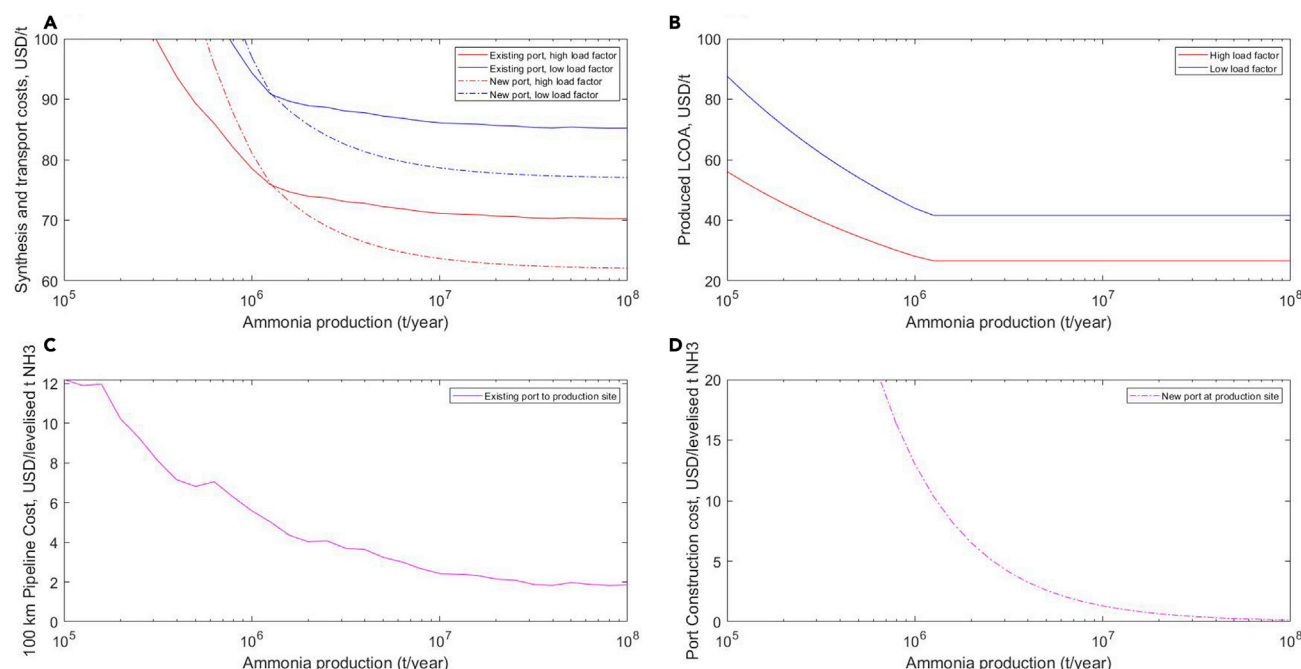 A
Synthesis and transport costs, USD/t
100
90
80
70
60
Existing port, high load factor
Existing port, low load factor
New port, high load factor
New port, low load factor
10^5
10^6
10^7
10^8
Ammonia production (t/year)
B
Produced LCOA, USD/t
100
80
60
40
20
High load factor
Low load factor
10^5
10^6
10^7
10^8
Ammonia production (t/year)
C
100 km Pipeline Cost, USD/levelised t NH3
12
10
8
6
4
2
0
Existing port to production site
10^5
10^6
10^7
10^8
Ammonia production (t/year)
D
Port Construction cost, USD/levelised t NH3
20
15
10
5
0
New port at production site
10^5
10^6
10^7
10^8
Ammonia production (t/year)